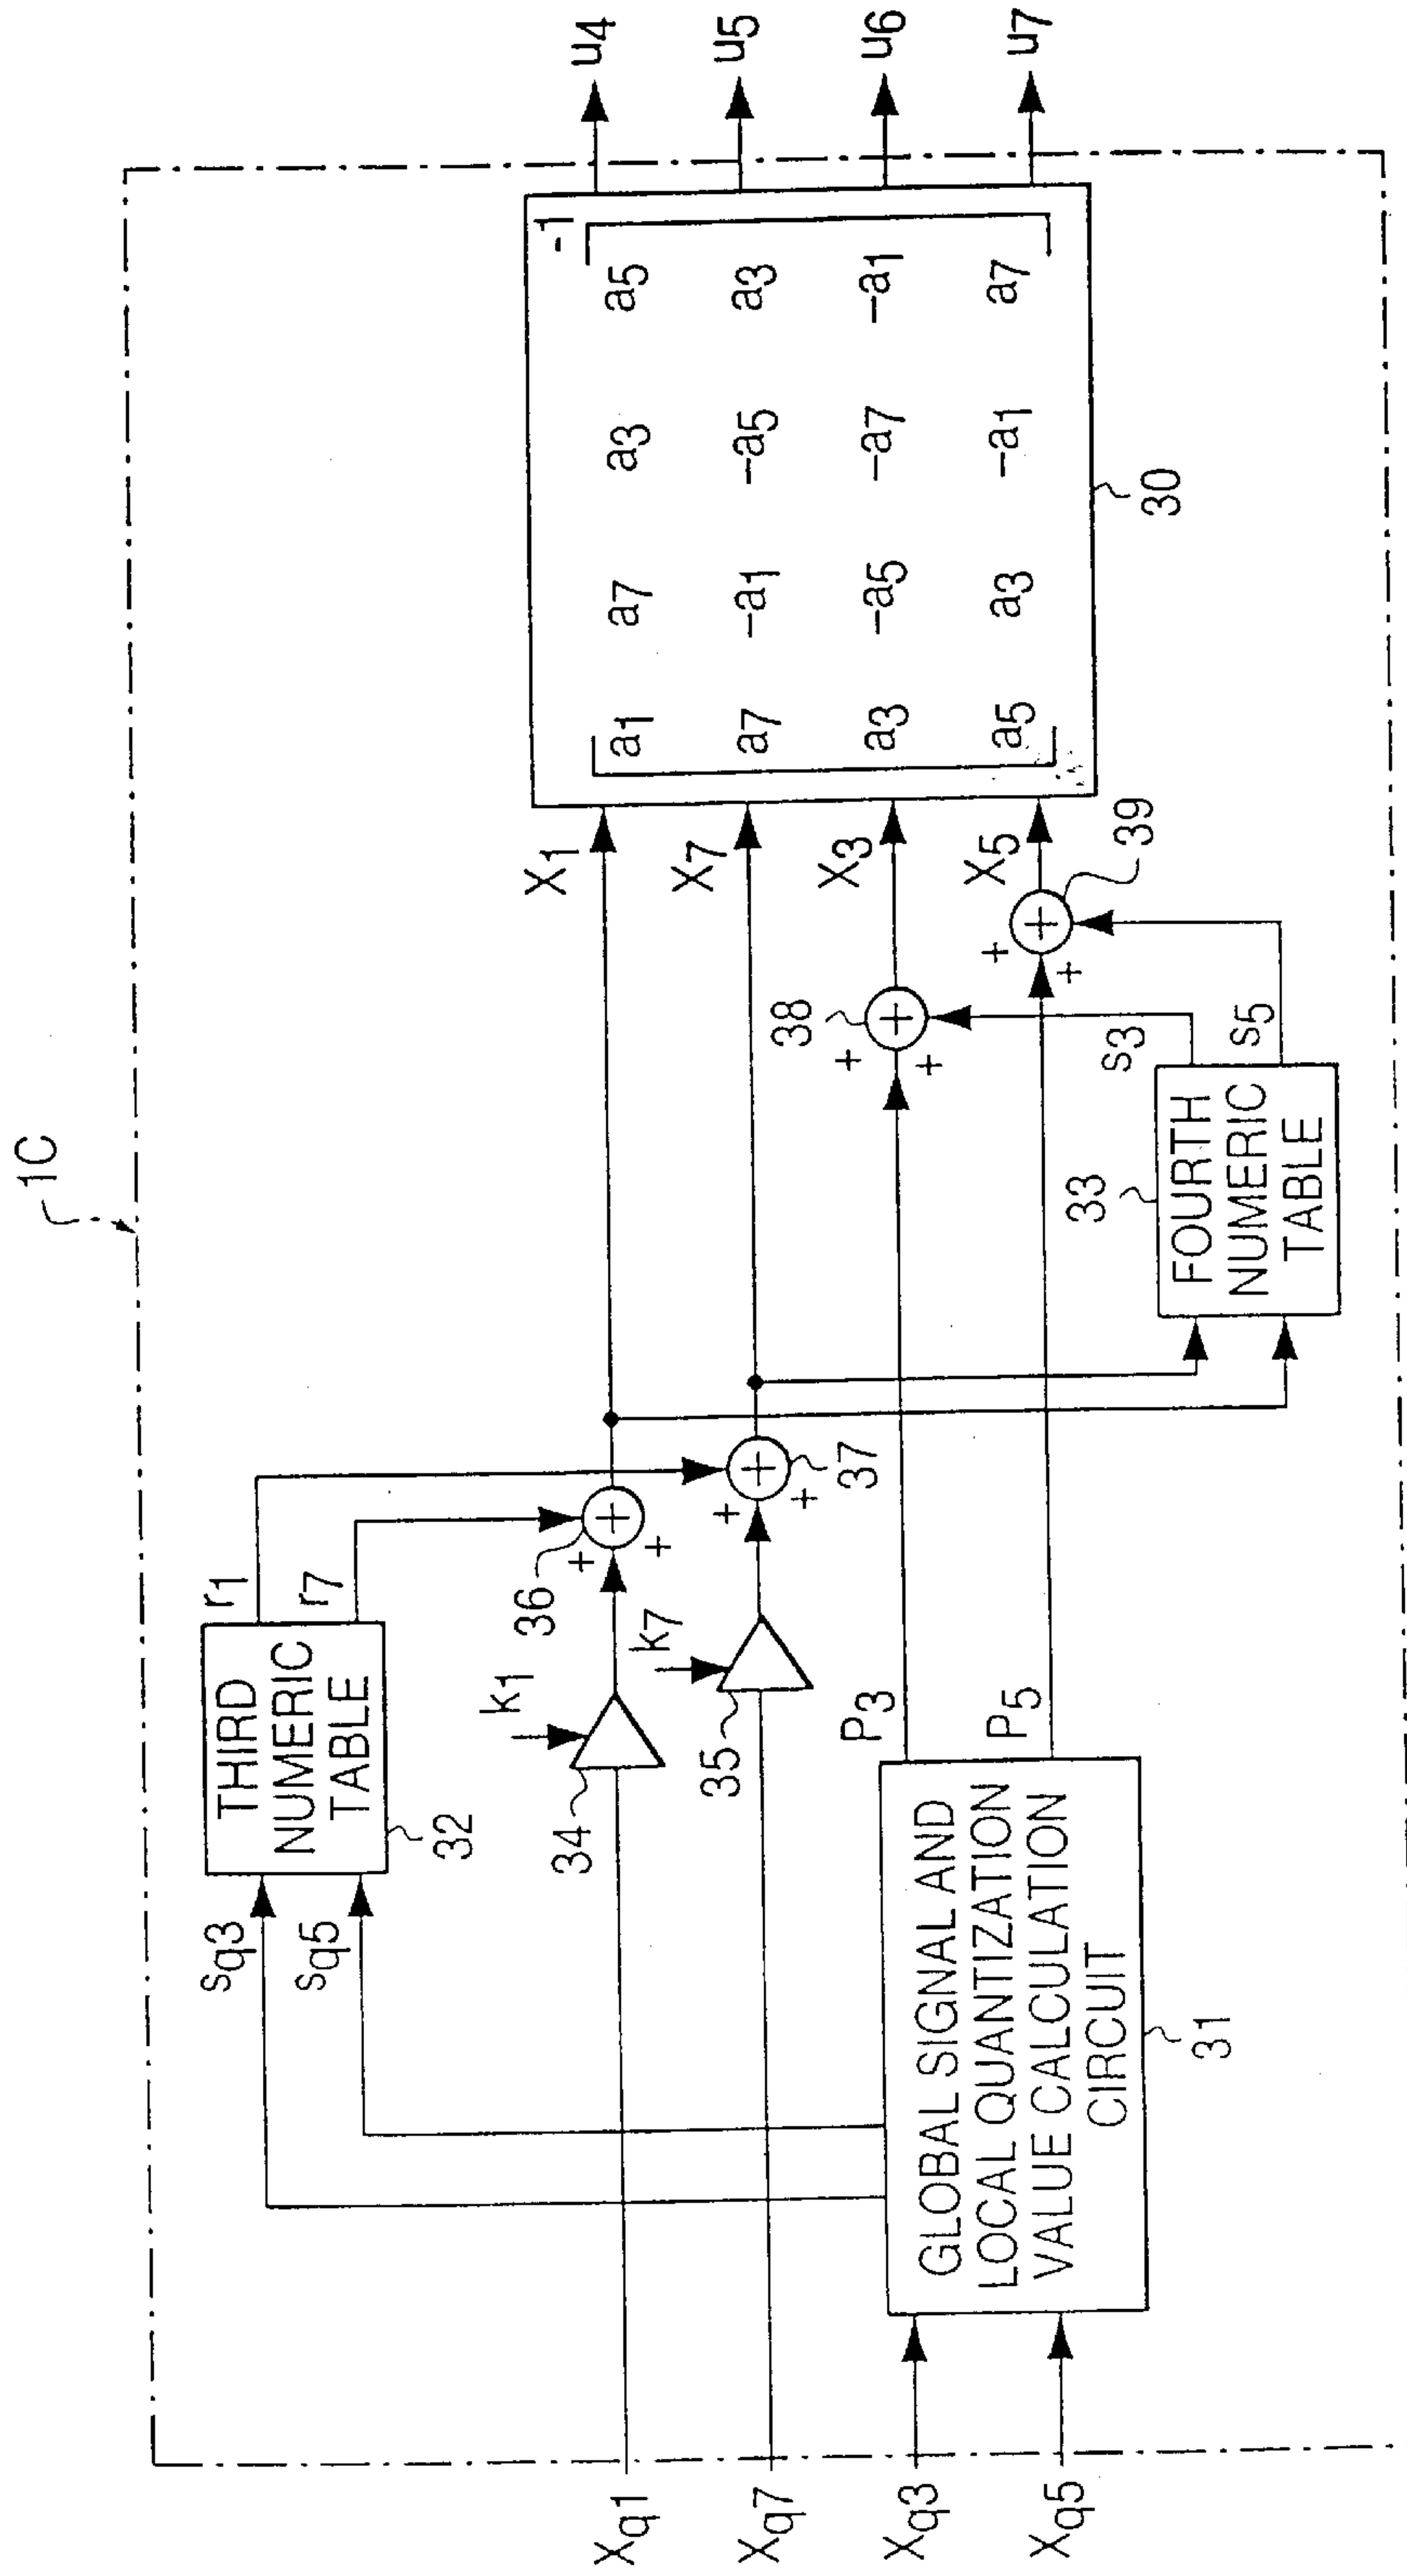 1C
Xq1
Xq7
Xq3
Xq5
sq3
sq5
THIRD
NUMERIC
TABLE
32
r1
r7
34
k1
35
k7
36
37
GLOBAL SIGNAL AND
LOCAL QUANTIZATION
VALUE CALCULATION
CIRCUIT
31
P3
P5
FOURTH
NUMERIC
TABLE
33
s3
s5
38
39
+ +
+ +
+ +
+ +
+
+
+
+
X1
X7
X3
X5
a1 a7 a3 a5
a7 -a1 -a5 a3
a3 -a5 -a7 -a1
a5 a3 -a1 a7
-1
30
u4
u5
u6
u7